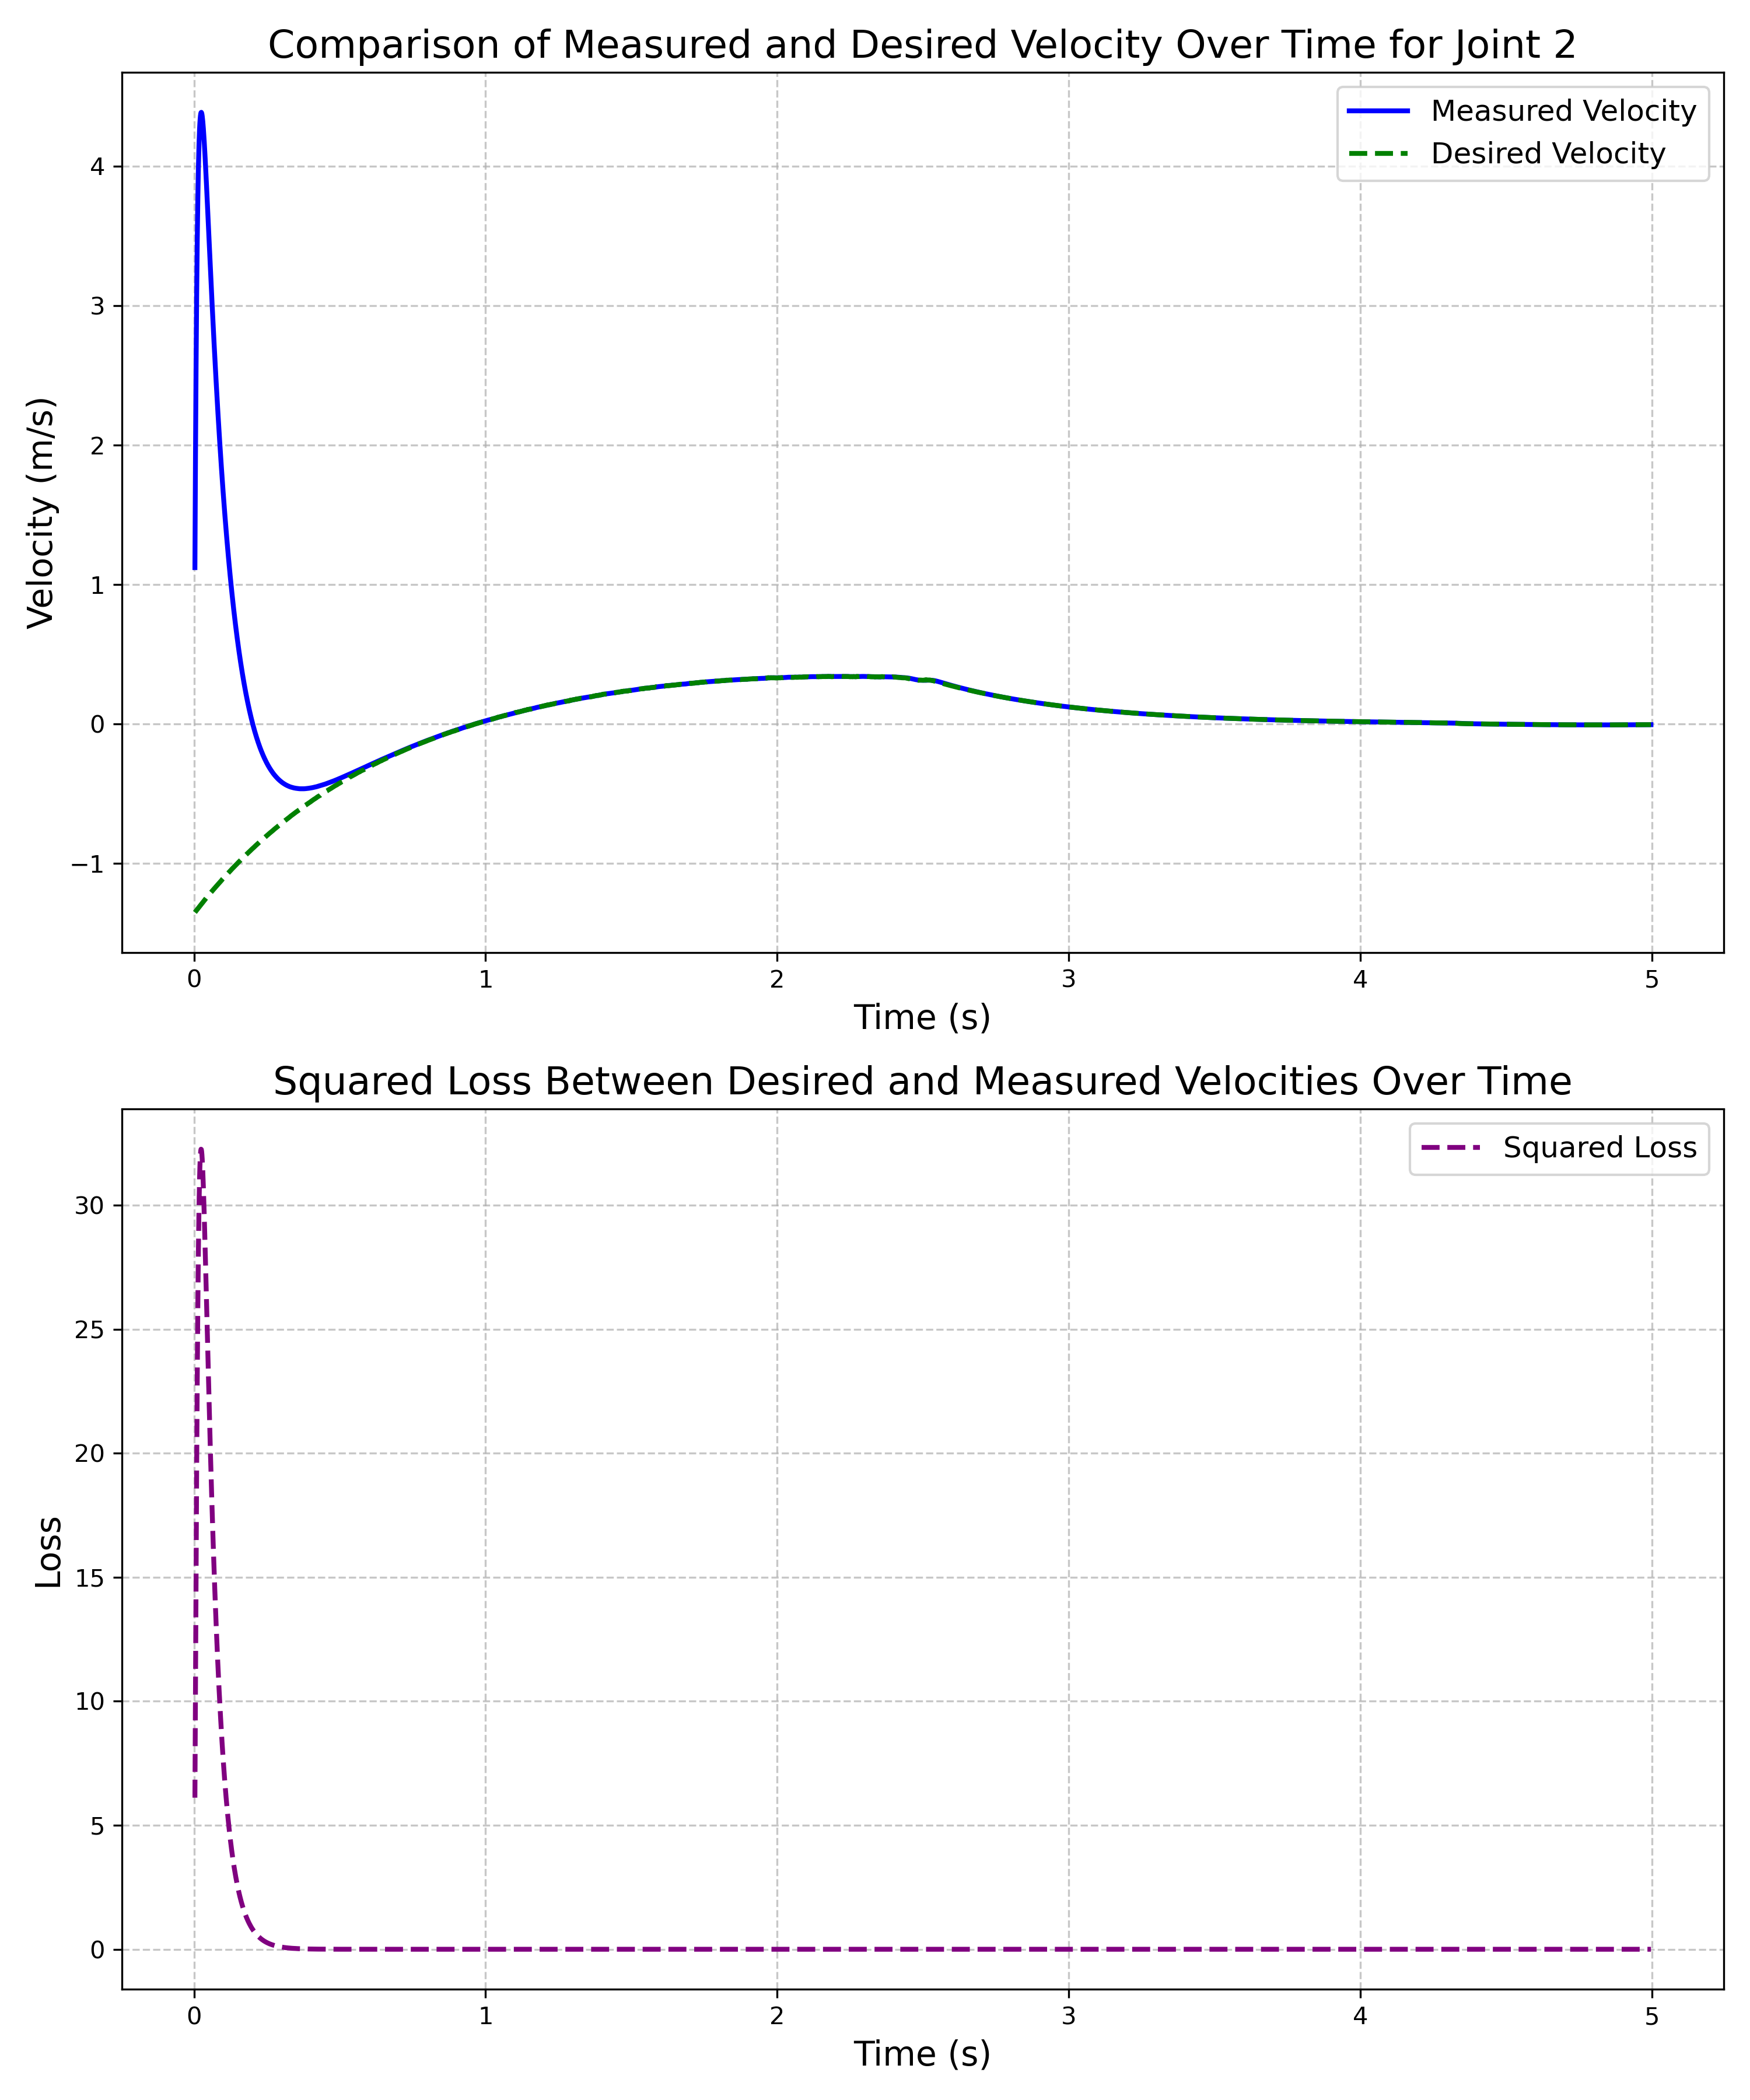 Comparison of Measured and Desired Velocity Over Time for Joint 2
Measured Velocity
Desired Velocity
Velocity (m/s)
4
3
2
1
0
−1
0 1 2 3 4 5
Time (s)
Squared Loss Between Desired and Measured Velocities Over Time
Squared Loss
Loss
30
25
20
15
10
5
0
0 1 2 3 4 5
Time (s)